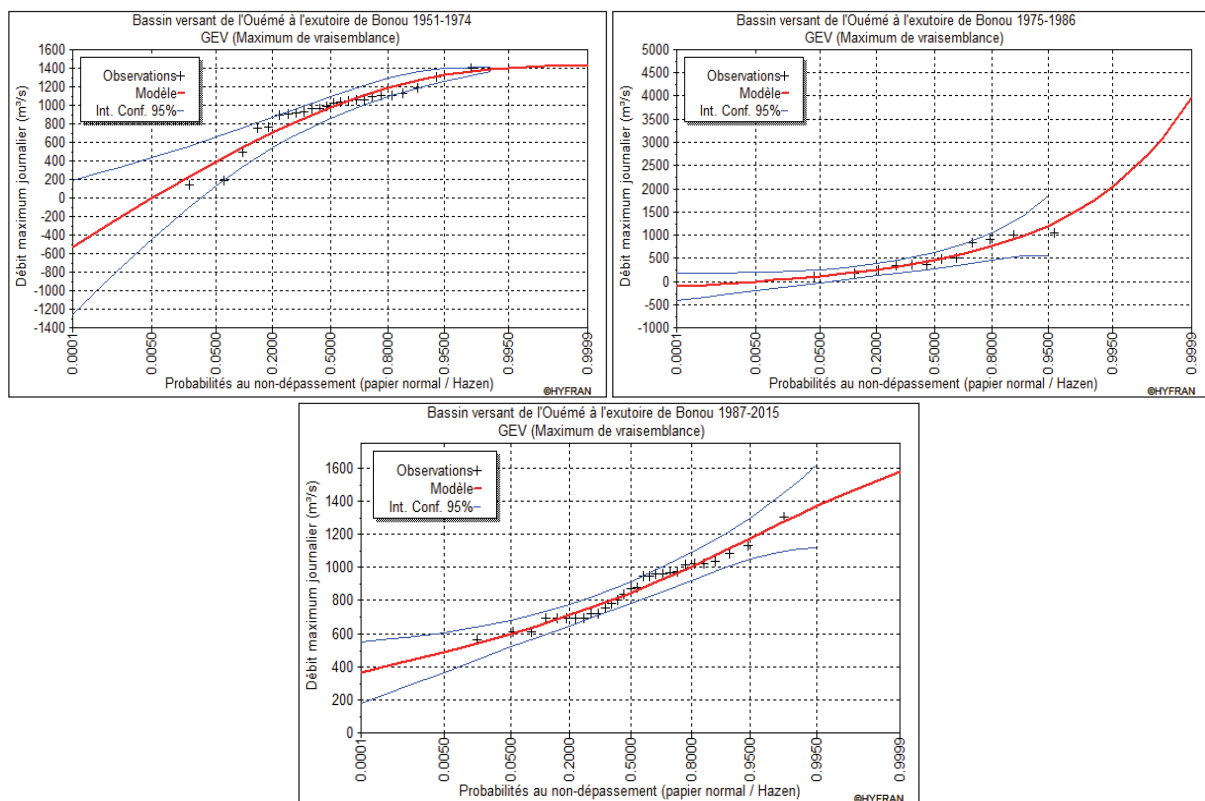 Bassin versant de l'Ouémé à l'exutoire de Bonou 1951-1974
GEV (Maximum de vraisemblance)
Débit maximum journalier (m³/s)
1600
1400
1200
1000
800
600
400
200
0
-200
-400
-600
-800
-1000
-1200
-1400
Observations
Modèle
Int. Conf. 95%
0.0001
0.0050
0.0500
0.2000
0.5000
0.8000
0.9500
0.9950
0.9999
Probabilités au non-dépassement (papier normal / Hazen)
©HYFRAN
Bassin versant de l'Ouémé à l'exutoire de Bonou 1975-1986
GEV (Maximum de vraisemblance)
Débit maximum journalier (m³/s)
5000
4500
4000
3500
3000
2500
2000
1500
1000
500
0
-500
-1000
Observations
Modèle
Int. Conf. 95%
0.0001
0.0050
0.0500
0.2000
0.5000
0.8000
0.9500
0.9950
0.9999
Probabilités au non-dépassement (papier normal / Hazen)
©HYFRAN
Bassin versant de l'Ouémé à l'exutoire de Bonou 1987-2015
GEV (Maximum de vraisemblance)
Débit maximum journalier (m³/s)
1600
1400
1200
1000
800
600
400
200
0
Observations
Modèle
Int. Conf. 95%
0.0001
0.0050
0.0500
0.2000
0.5000
0.8000
0.9500
0.9950
0.9999
Probabilités au non-dépassement (papier normal / Hazen)
©HYFRAN